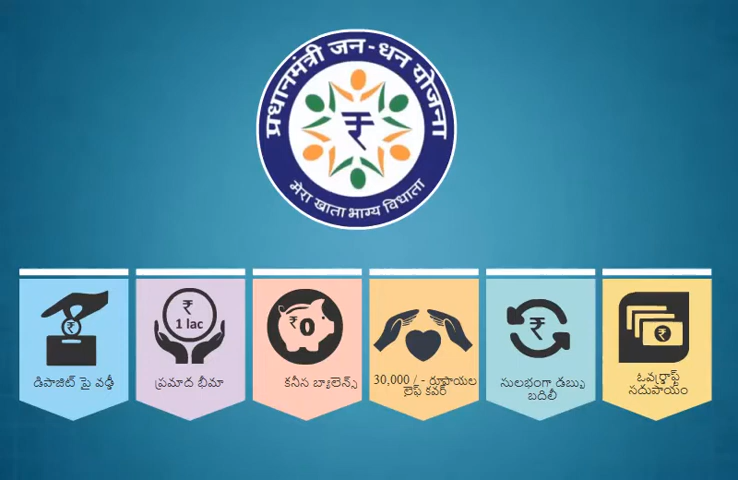 प्रधानमंत्री जन - धन योजना
₹
मेरा खाता भाग्य विधाता
₹
₹
1 lac
₹0
₹
₹
డిపాజిట్ పై వడ్డీ
ప్రమాద భీమా
కనీస బ్యాలెన్స్
30,000 / - రూపాయల
లైఫ్ కవర్
సులభంగా డబ్బు
బదిలీ
ఓవర్డ్రాఫ్ట్
సదుపాయం